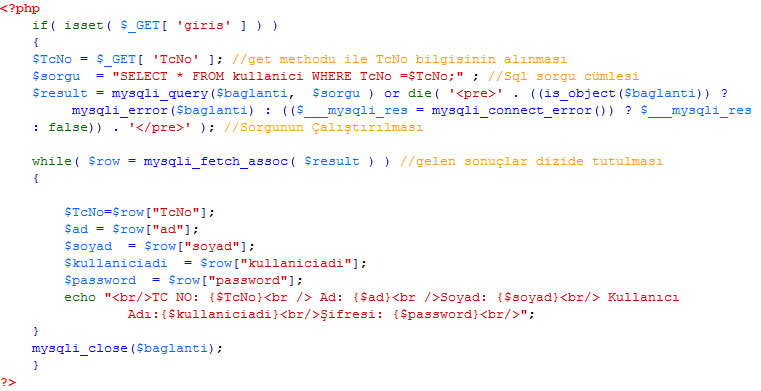 <?php
if( isset( $_GET[ 'giris' ] ) )
{
$TcNo = $_GET[ 'TcNo' ]; //get methodu ile TcNo bilgisinin alınması
$sorgu  = "SELECT * FROM kullanici WHERE TcNo =$TcNo;" ; //Sql sorgu cümlesi
$result = mysqli_query($baglanti,  $sorgu ) or die( '<pre>' . ((is_object($baglanti)) ?
mysqli_error($baglanti) : (($___mysqli_res = mysqli_connect_error()) ? $___mysqli_res
: false)) . '</pre>' ); //Sorgunun Çalıştırılması
while( $row = mysqli_fetch_assoc( $result ) ) //gelen sonuçlar dizide tutulması
{
$TcNo=$row["TcNo"];
$ad = $row["ad"];
$soyad  = $row["soyad"];
$kullaniciadi  = $row["kullaniciadi"];
$password  = $row["password"];
echo "<br/>TC NO: {$TcNo}<br /> Ad: {$ad}<br />Soyad: {$soyad}<br/> Kullanıcı
Adı:{$kullaniciadi}<br/>Şifresi: {$password}<br/>";
}
mysqli_close($baglanti);
}
?>